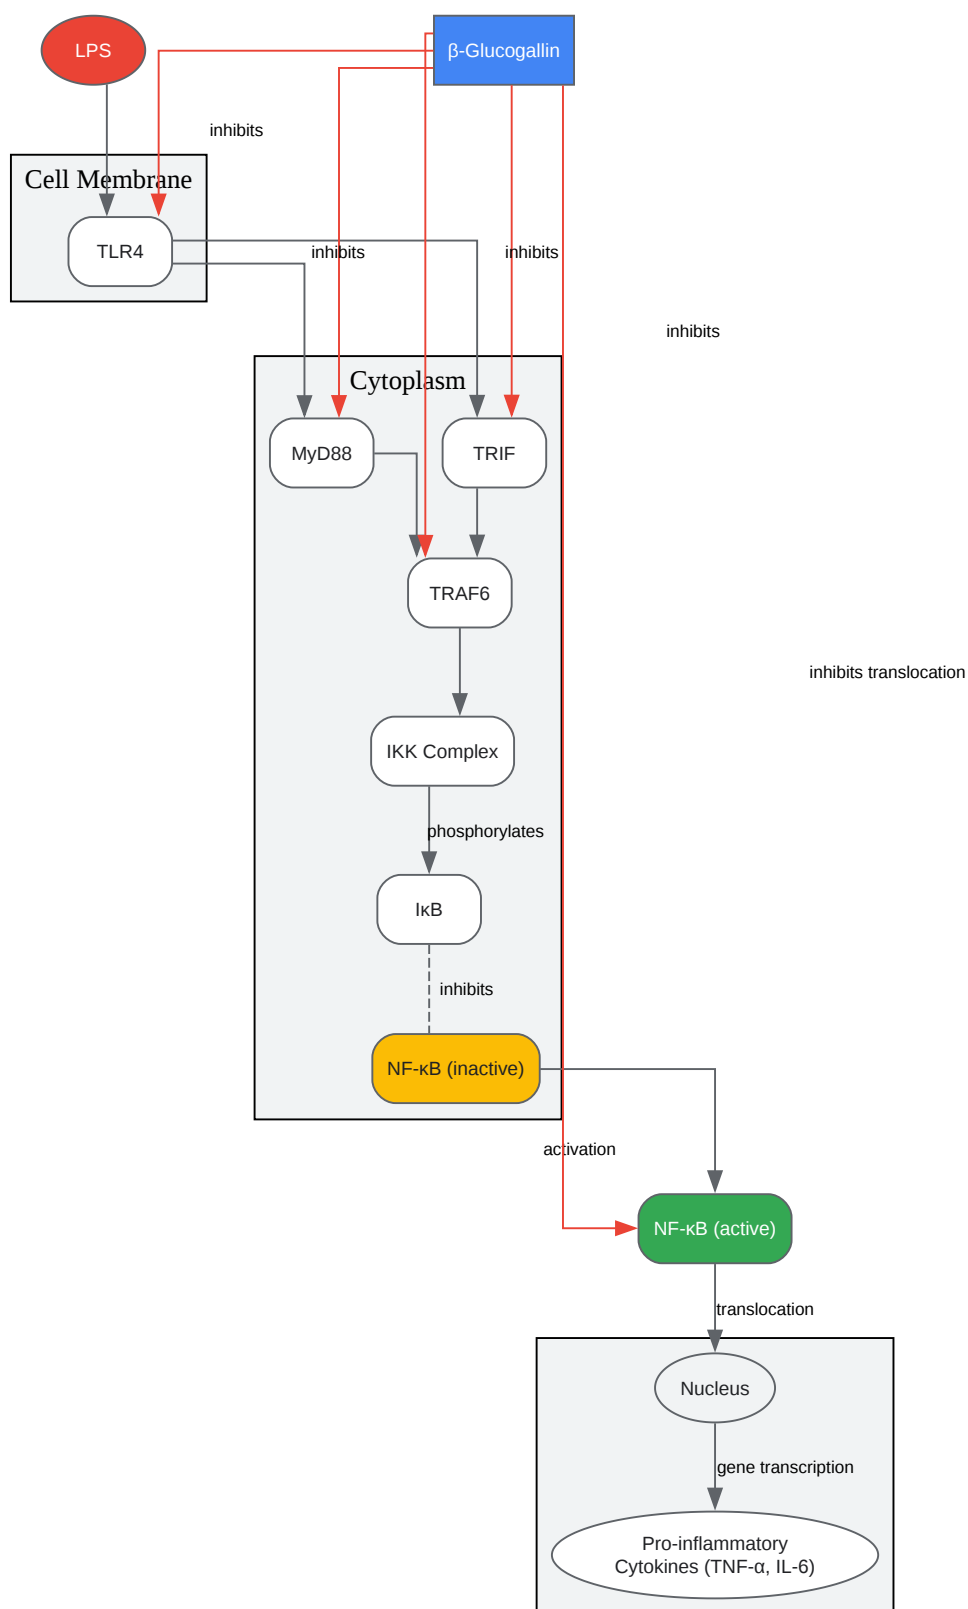 LPS
β-Glucogallin
inhibits
Cell Membrane
TLR4
inhibits
inhibits
inhibits
Cytoplasm
MyD88
TRIF
TRAF6
inhibits translocation
IKK Complex
phosphorylates
IκB
inhibits
NF-κB (inactive)
activation
NF-κB (active)
translocation
Nucleus
gene transcription
Pro-inflammatory
Cytokines (TNF-α, IL-6)